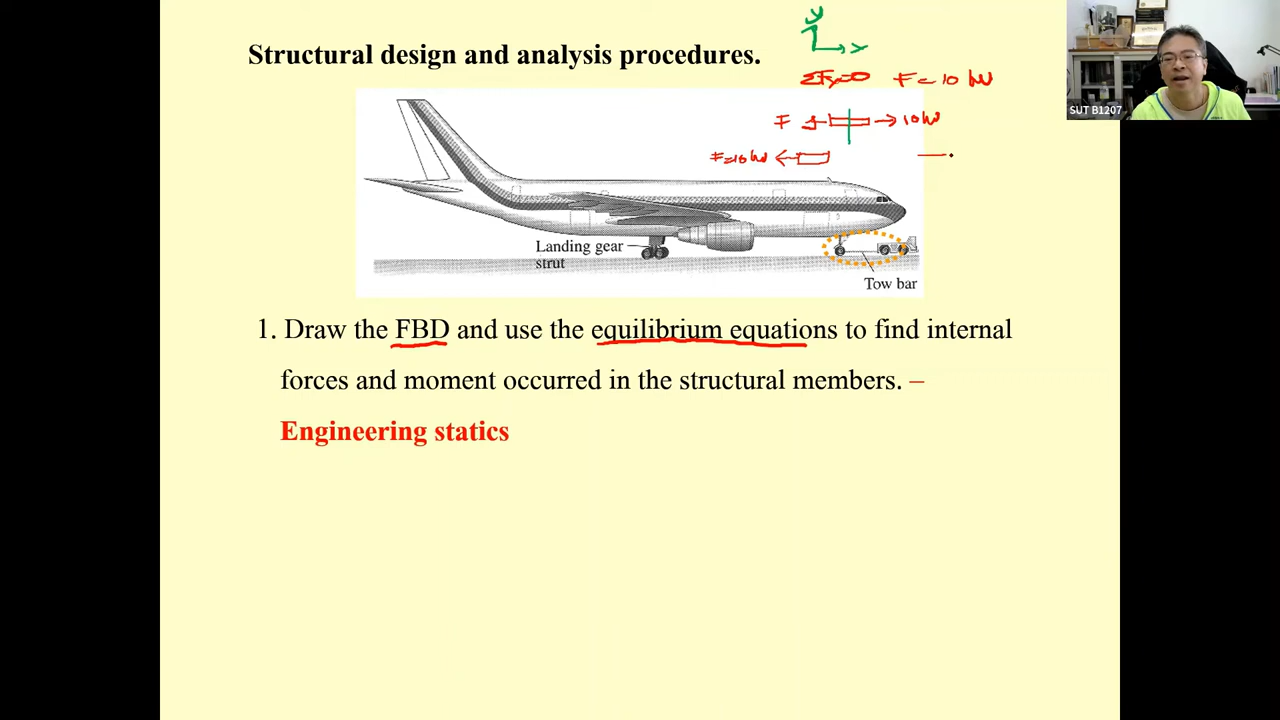 Structural design and analysis procedures.
y
x
ΣFx=0 F = 10 kN
F 10 kN
F=10 kN
SUT B1207
Landing gear
strut
Tow bar
1. Draw the FBD and use the equilibrium equations to find internal
forces and moment occurred in the structural members. –
Engineering statics